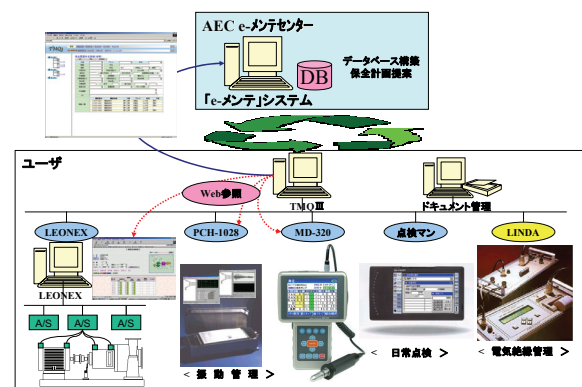 AEC e-メンテセンター
TMQ
DB
データベース構築
保全計画提案
「e-メンテ」システム
ユーザ
Web参照
TMQⅢ
ドキュメント管理
LEONEX
PCH-1028
MD-320
点検マン
LINDA
LEONEX
A/S
A/S
A/S
< 振動管理 >
< 日常点検 >
< 電気絶縁管理 >